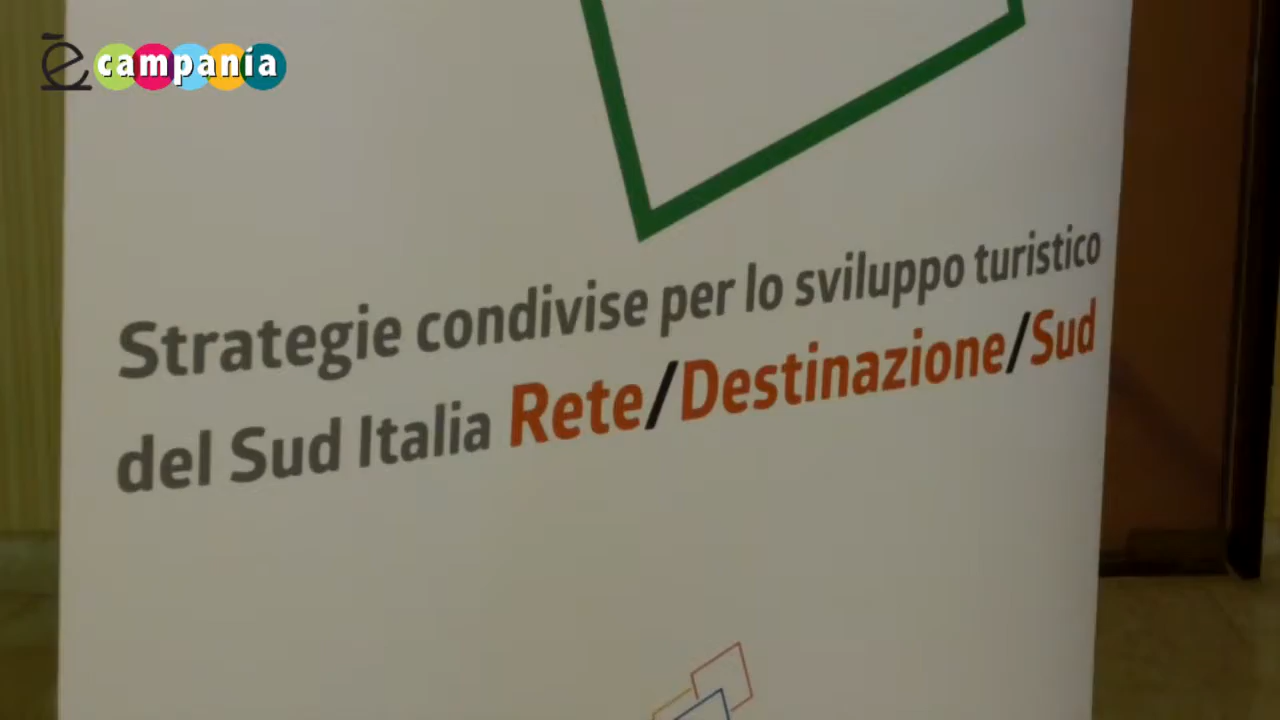 è campania
Strategie condivise per lo sviluppo turistico
del Sud Italia Rete/Destinazione/Sud